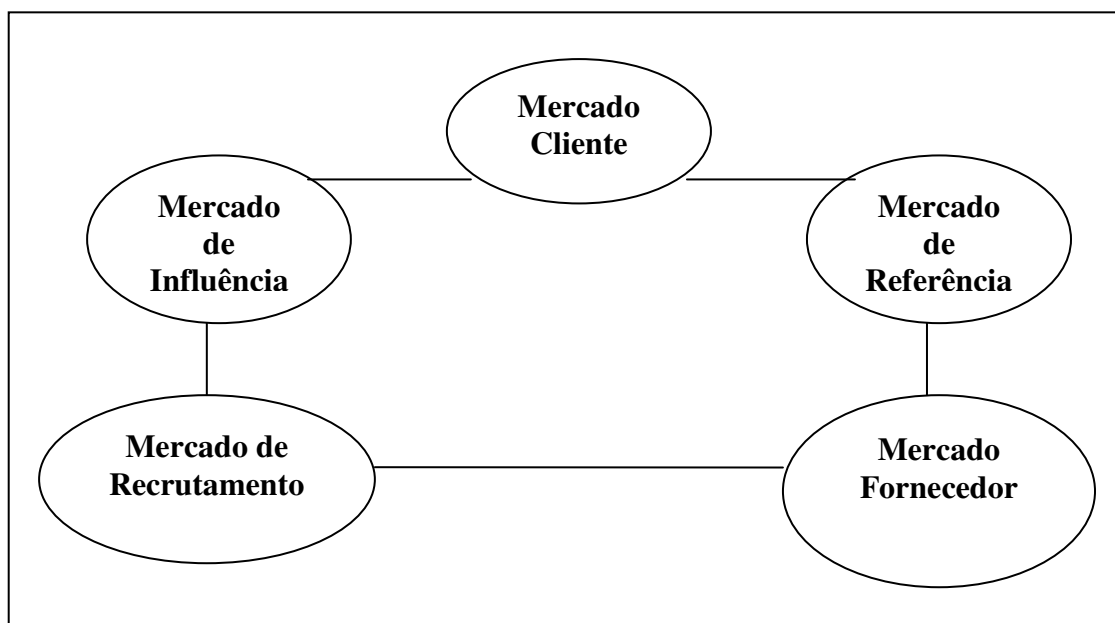 Mercado
Cliente
Mercado
de
Influência
Mercado
de
Referência
Mercado de
Recrutamento
Mercado
Fornecedor